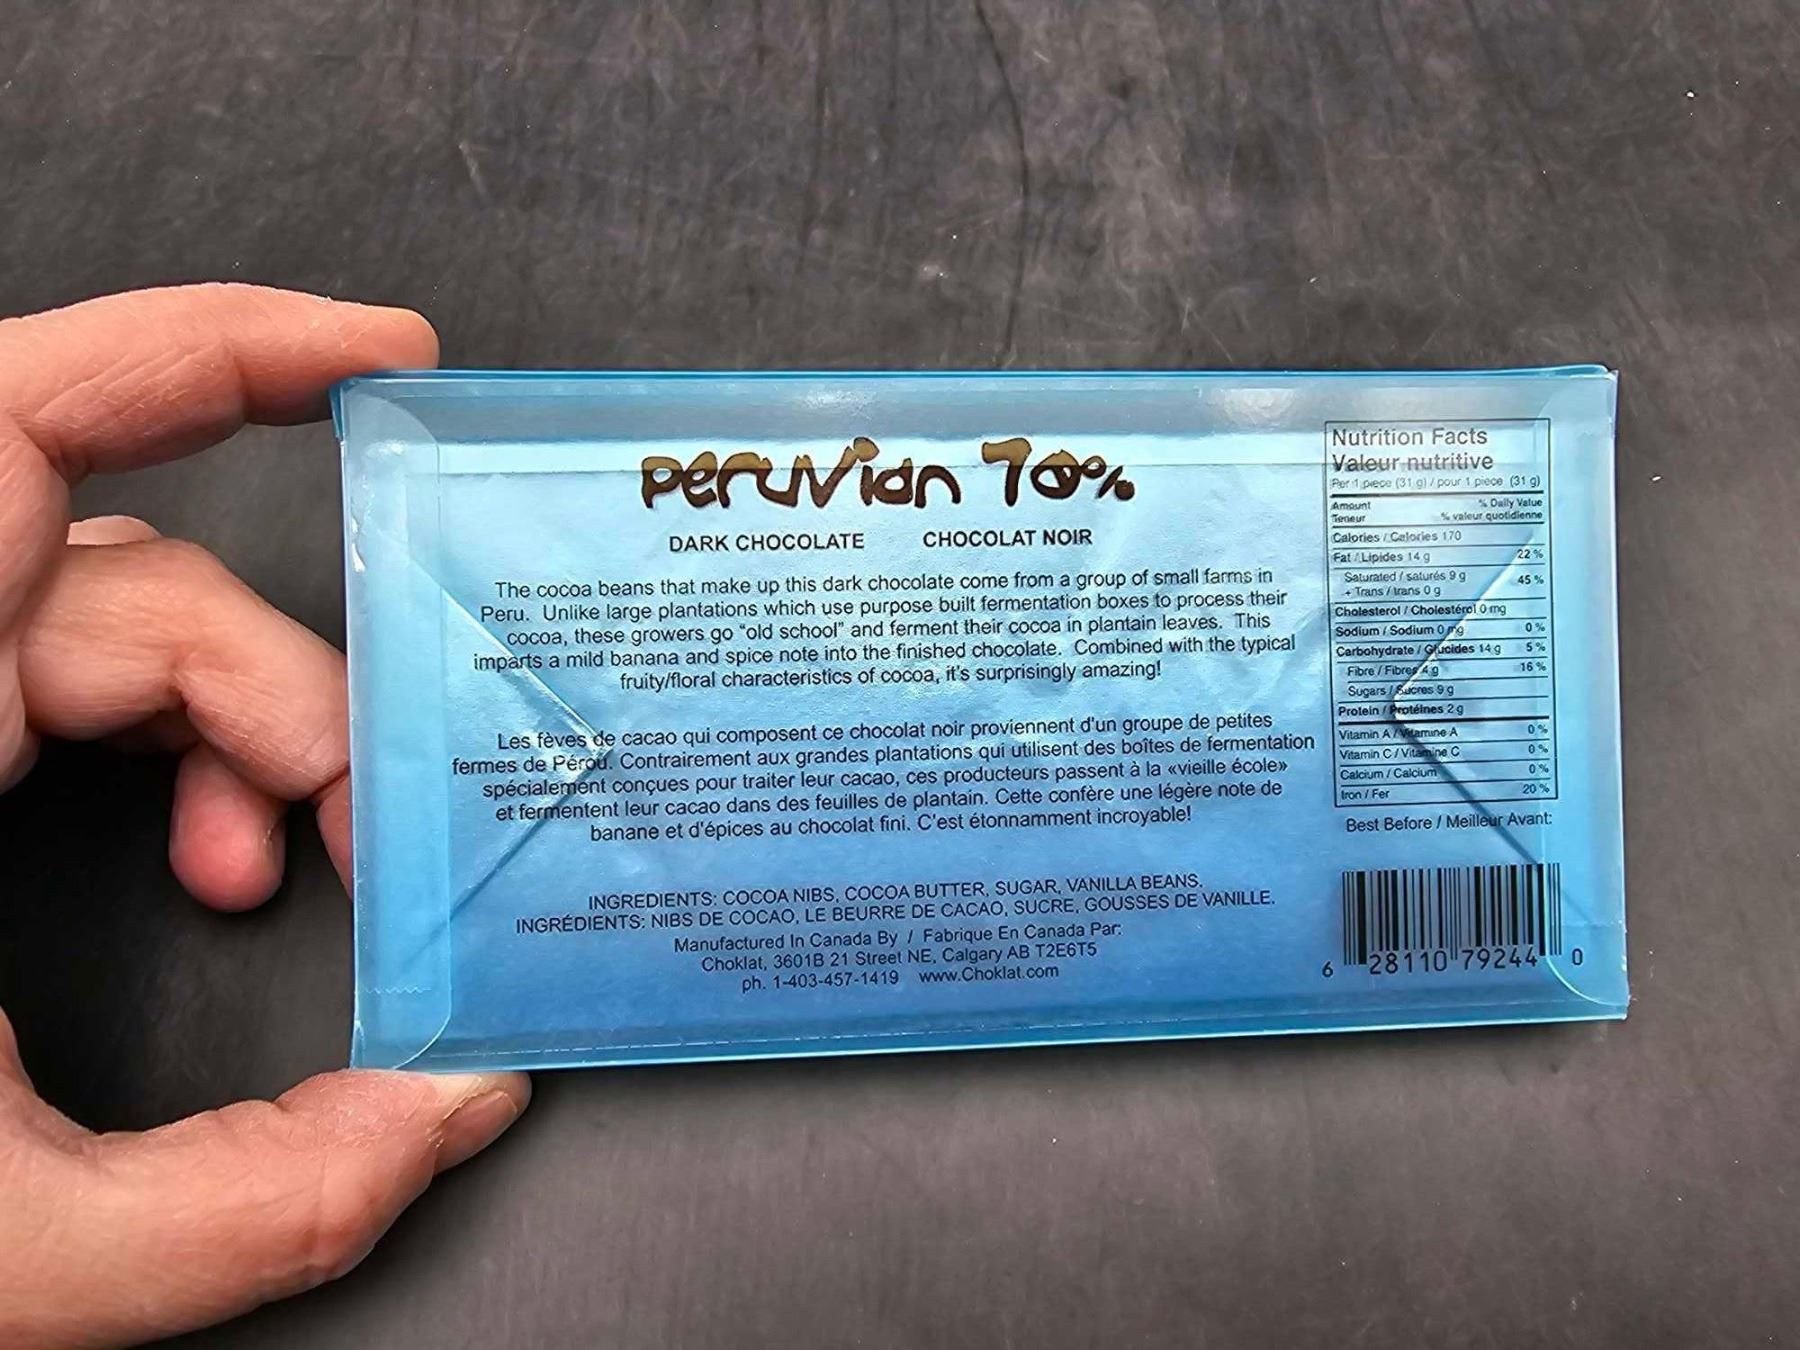 Peruvian 70%
DARK CHOCOLATE CHOCOLAT NOIR
The cocoa beans that make up this dark chocolate come from a group of small farms in
Peru. Unlike large plantations which use purpose built fermentation boxes to process their
cocoa, these growers go "old school" and ferment their cocoa in plantain leaves. This
imparts a mild banana and spice note into the finished chocolate. Combined with the typical
fruity/floral characteristics of cocoa, it's surprisingly amazing!
Les fèves de cacao qui composent ce chocolat noir proviennent d'un groupe de petites
fermes de Pérou. Contrairement aux grandes plantations qui utilisent des boîtes de fermentation
spécialement conçues pour traiter leur cacao, ces producteurs passent à la «vieille école»
et fermentent leur cacao dans des feuilles de plantain. Cette confère une légère note de
banane et d'épices au chocolat fini. C'est étonnamment incroyable!
INGREDIENTS: COCOA NIBS, COCOA BUTTER, SUGAR, VANILLA BEANS.
INGRÉDIENTS: NIBS DE COCAO, LE BEURRE DE CACAO, SUCRE, GOUSSES DE VANILLE.
Manufactured In Canada By / Fabrique En Canada Par:
Choklat, 3601B 21 Street NE, Calgary AB T2E6T5
ph. 1-403-457-1419 www.Choklat.com
Nutrition Facts
Valeur nutritive
Per 1 piece (31 g) / pour 1 piece (31 g)
Amount % Daily Value
Teneur % valeur quotidienne
Calories / Calories 170
Fat / Lipides 14 g 22 %
Saturated / saturés 9 g 45 %
+ Trans / trans 0 g
Cholesterol / Cholestérol 0 mg
Sodium / Sodium 0 mg 0 %
Carbohydrate / Glucides 14 g 5 %
Fibre / Fibres 4 g 16 %
Sugars / Sucres 9 g
Protein / Protéines 2 g
Vitamin A / Vitamine A 0 %
Vitamin C / Vitamine C 0 %
Calcium / Calcium 0 %
Iron / Fer 20 %
Best Before / Meilleur Avant:
6 28110 79244 0